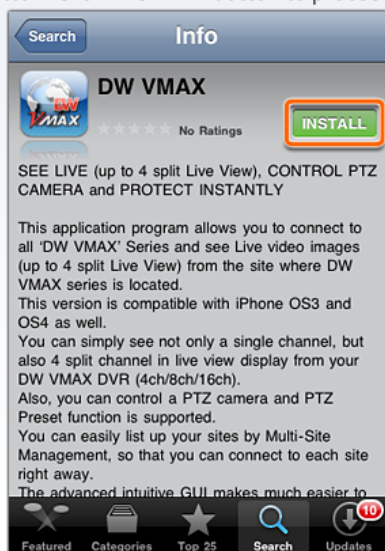 Search
Info
DW VMAX
DW
VMAX
No Ratings
INSTALL
SEE LIVE (up to 4 split Live View), CONTROL PTZ
CAMERA and PROTECT INSTANTLY
This application program allows you to connect to
all ‘DW VMAX’ Series and see Live video images
(up to 4 split Live View) from the site where DW
VMAX series is located.
This version is compatible with iPhone OS3 and
OS4 as well.
You can simply see not only a single channel, but
also 4 split channel in live view display from your
DW VMAX DVR (4ch/8ch/16ch).
Also, you can control a PTZ camera and PTZ
Preset function is supported.
You can easily list up your sites by Multi-Site
Management, so that you can connect to each site
right away.
The advanced intuitive GUI makes much easier to
10
Featured
Categories
Top 25
Search
Updates